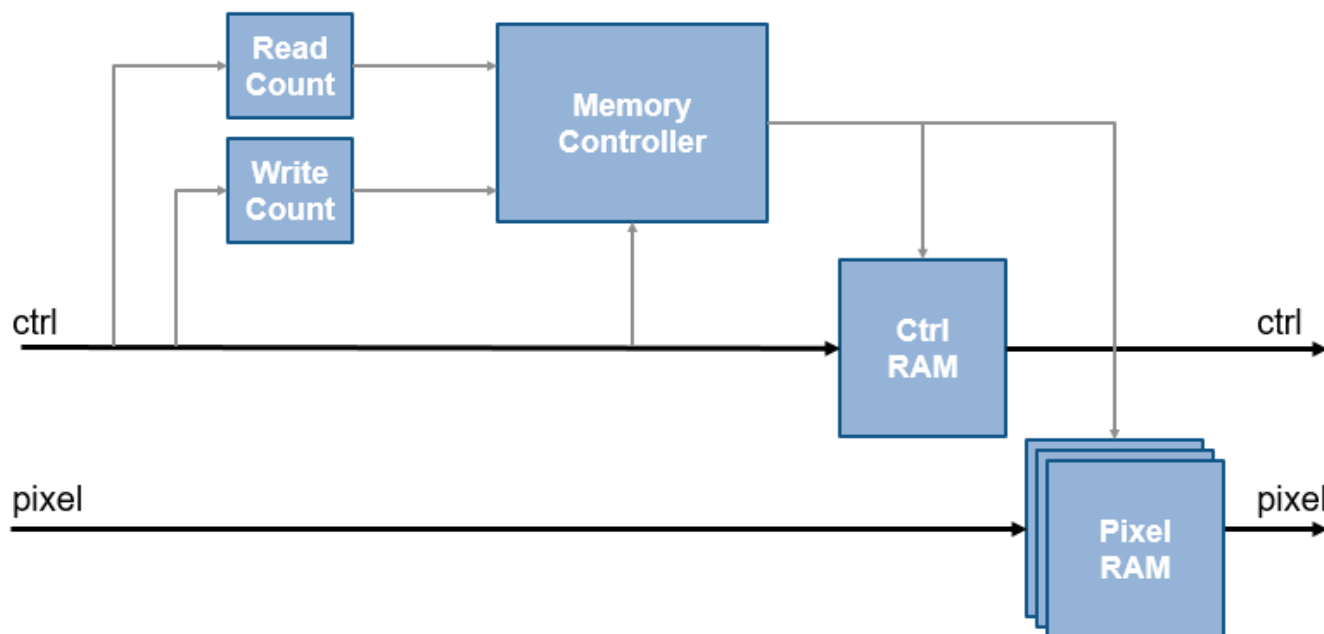 Read
Count
Memory
Controller
Write
Count
ctrl
Ctrl
RAM
ctrl
pixel
Pixel
RAM
pixel